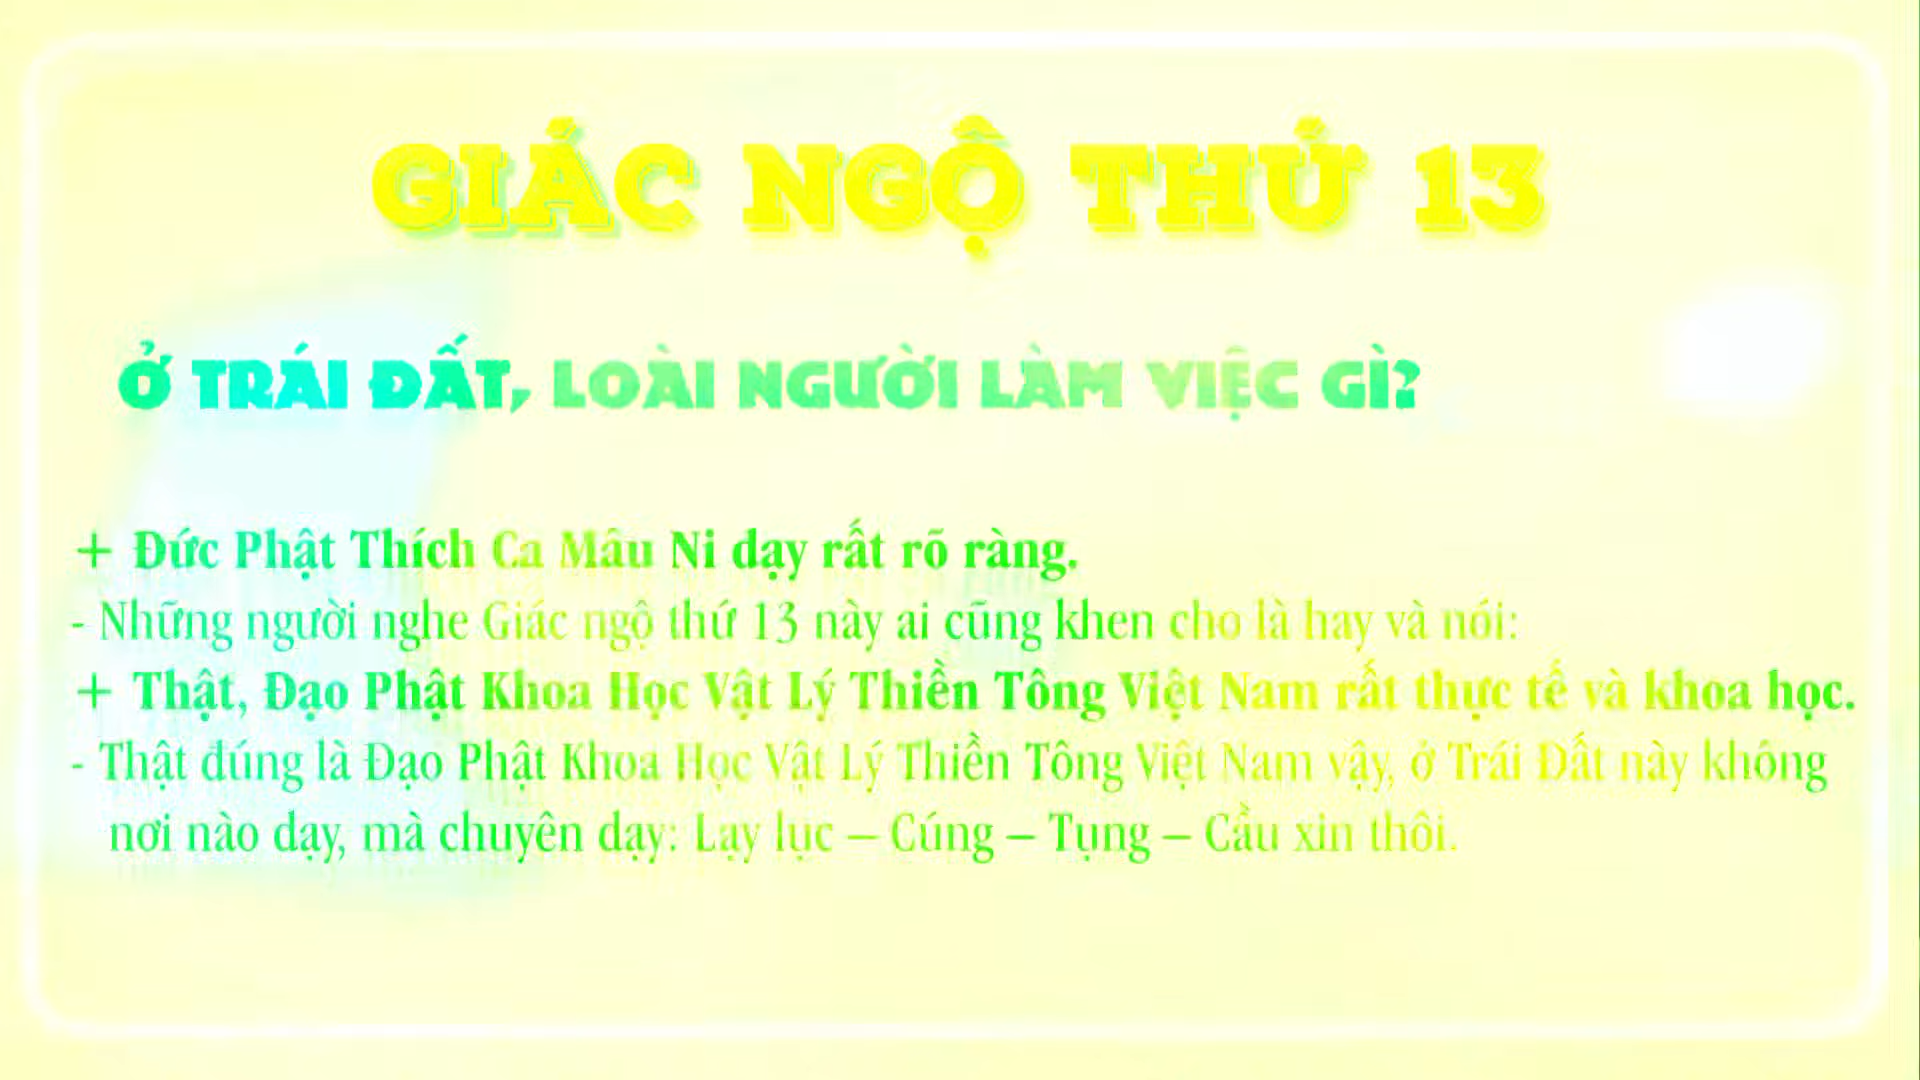 GIÁC NGỘ THỨ 13
Ở TRÁI ĐẤT, LOÀI NGƯỜI LÀM VIỆC GÌ?
+ Đức Phật Thích Ca Mâu Ni dạy rất rõ ràng.
- Những người nghe Giác ngộ thứ 13 này ai cũng khen cho là hay và nói:
+ Thật, Đạo Phật Khoa Học Vật Lý Thiền Tông Việt Nam rất thực tế và khoa học.
- Thật đúng là Đạo Phật Khoa Học Vật Lý Thiền Tông Việt Nam vậy, ở Trái Đất này không
nơi nào dạy, mà chuyên dạy: Lạy lục – Cúng – Tụng – Cầu xin thôi.